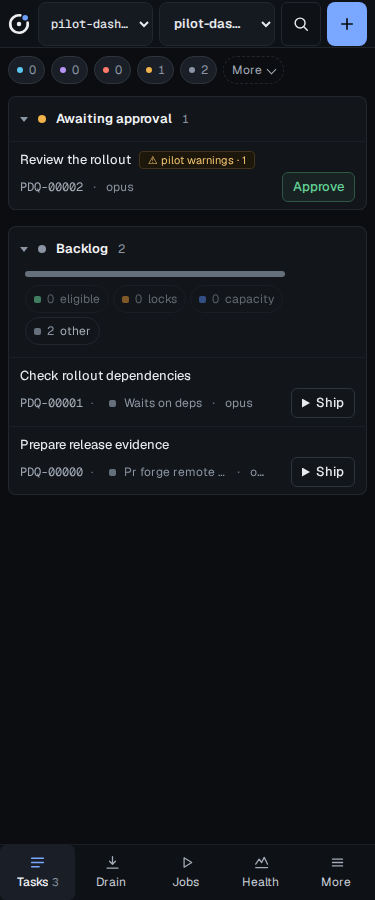 pilot-dash… pilot-das…
0 0 0 1 2 More
Awaiting approval 1
Review the rollout ⚠ pilot warnings · 1
PDQ-00002 · opus Approve
Backlog 2
0 eligible 0 locks 0 capacity
2 other
Check rollout dependencies
PDQ-00001 · Waits on deps · opus Ship
Prepare release evidence
PDQ-00000 · Pr forge remote … · o… Ship
Tasks 3 Drain Jobs Health More